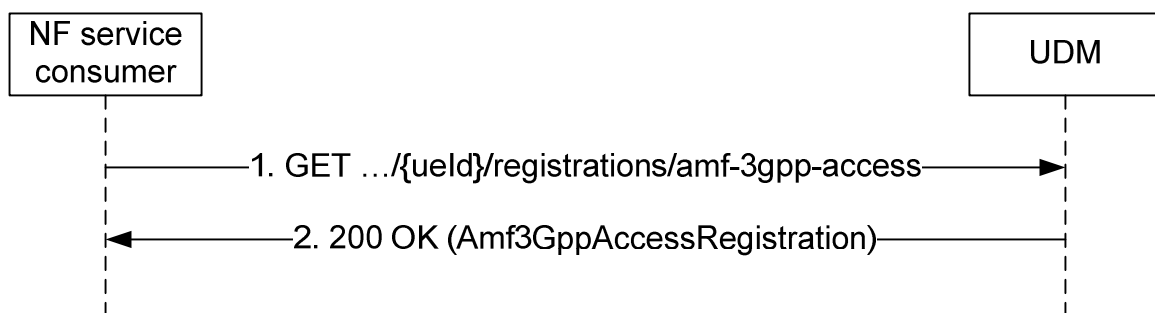 NF service
consumer
UDM
1. GET …/{ueId}/registrations/amf-3gpp-access
2. 200 OK (Amf3GppAccessRegistration)